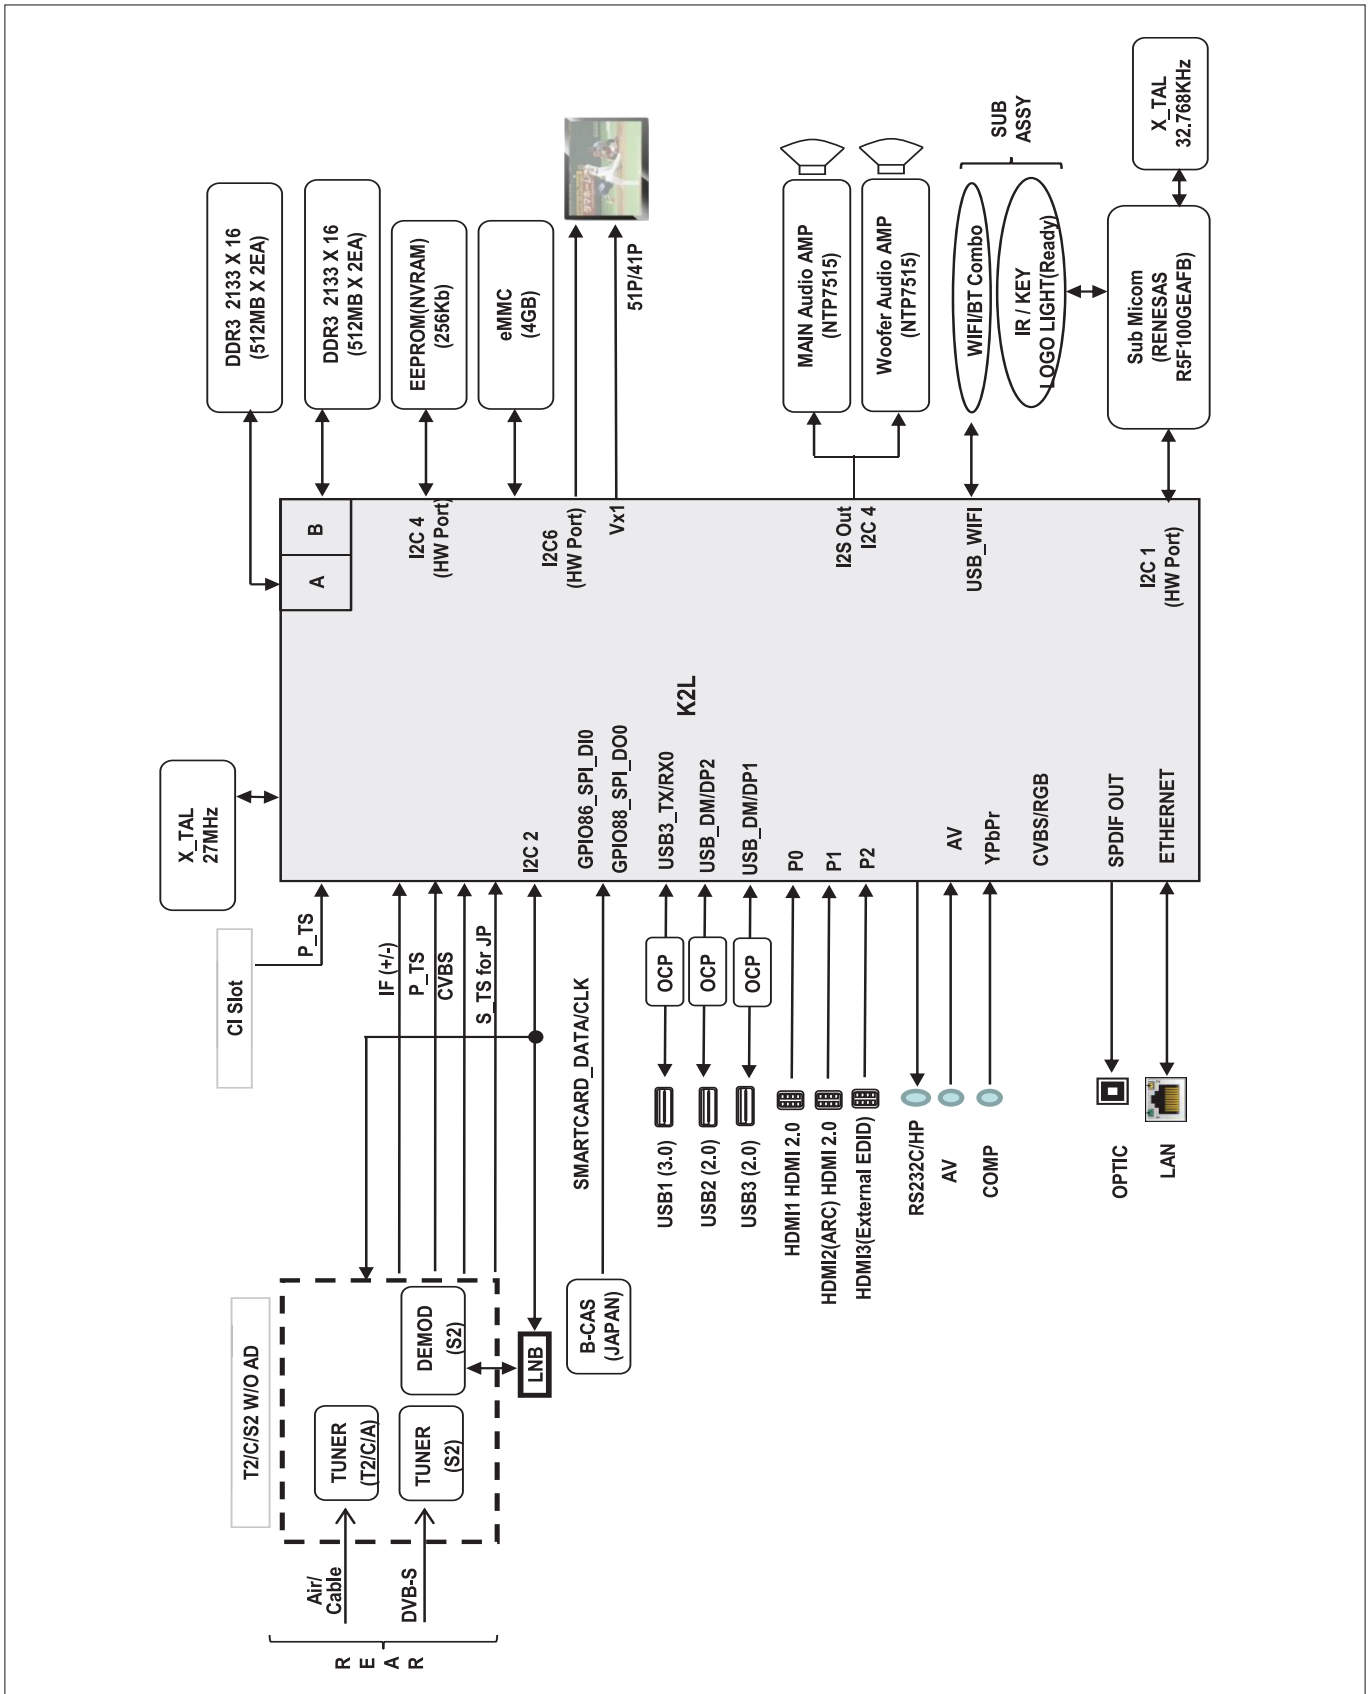 REAR
Air/
Cable
DVB-S
T2/C/S2 W/O AD
TUNER
(T2/C/A)
TUNER
(S2)
DEMOD
(S2)
LNB
CI Slot
P_TS
IF (+/-)
P_TS
CVBS
S_TS for JP
X_TAL
27MHz
B-CAS
(JAPAN)
SMARTCARD_DATA/CLK
USB1 (3.0)
OCP
USB2 (2.0)
OCP
USB3 (2.0)
OCP
HDMI1 HDMI 2.0
HDMI2(ARC) HDMI 2.0
HDMI3(External EDID)
RS232C/HP
AV
COMP
OPTIC
LAN
I2C 2
GPIO86_SPI_DI0
GPIO88_SPI_DO0
USB3_TX/RX0
USB_DM/DP2
USB_DM/DP1
P0
P1
P2
AV
YPbPr
CVBS/RGB
SPDIF OUT
ETHERNET
K2L
A
B
I2C 4
(HW Port)
I2C6
(HW Port)
Vx1
I2S Out
I2C 4
USB_WIFI
I2C 1
(HW Port)
DDR3 2133 X 16
(512MB X 2EA)
DDR3 2133 X 16
(512MB X 2EA)
EEPROM(NVRAM)
(256Kb)
eMMC
(4GB)
51P/41P
MAIN Audio AMP
(NTP7515)
Woofer Audio AMP
(NTP7515)
WIFI/BT Combo
IR / KEY
LOGO LIGHT(Ready)
SUB
ASSY
Sub Micom
(RENESAS
R5F100GEAFB)
X_TAL
32.768KHz